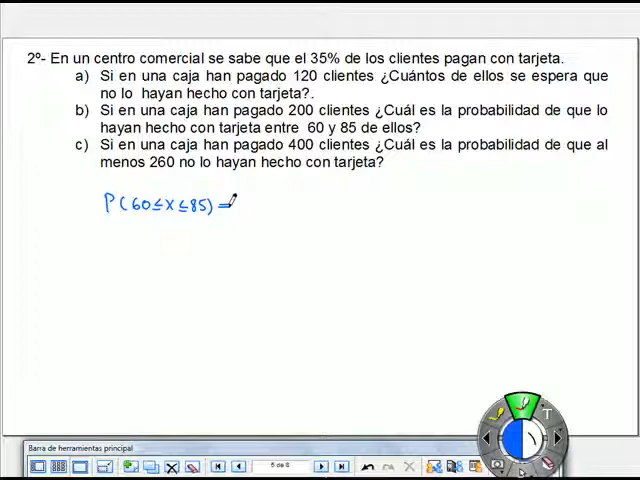 2º- En un centro comercial se sabe que el 35% de los clientes pagan con tarjeta.
a) Si en una caja han pagado 120 clientes ¿Cuántos de ellos se espera que
no lo hayan hecho con tarjeta?.
b) Si en una caja han pagado 200 clientes ¿Cuál es la probabilidad de que lo
hayan hecho con tarjeta entre 60 y 85 de ellos?
c) Si en una caja han pagado 400 clientes ¿Cuál es la probabilidad de que al
menos 260 no lo hayan hecho con tarjeta?
P(60≤x≤85) =
T
Barra de herramientas principal
5 de 8